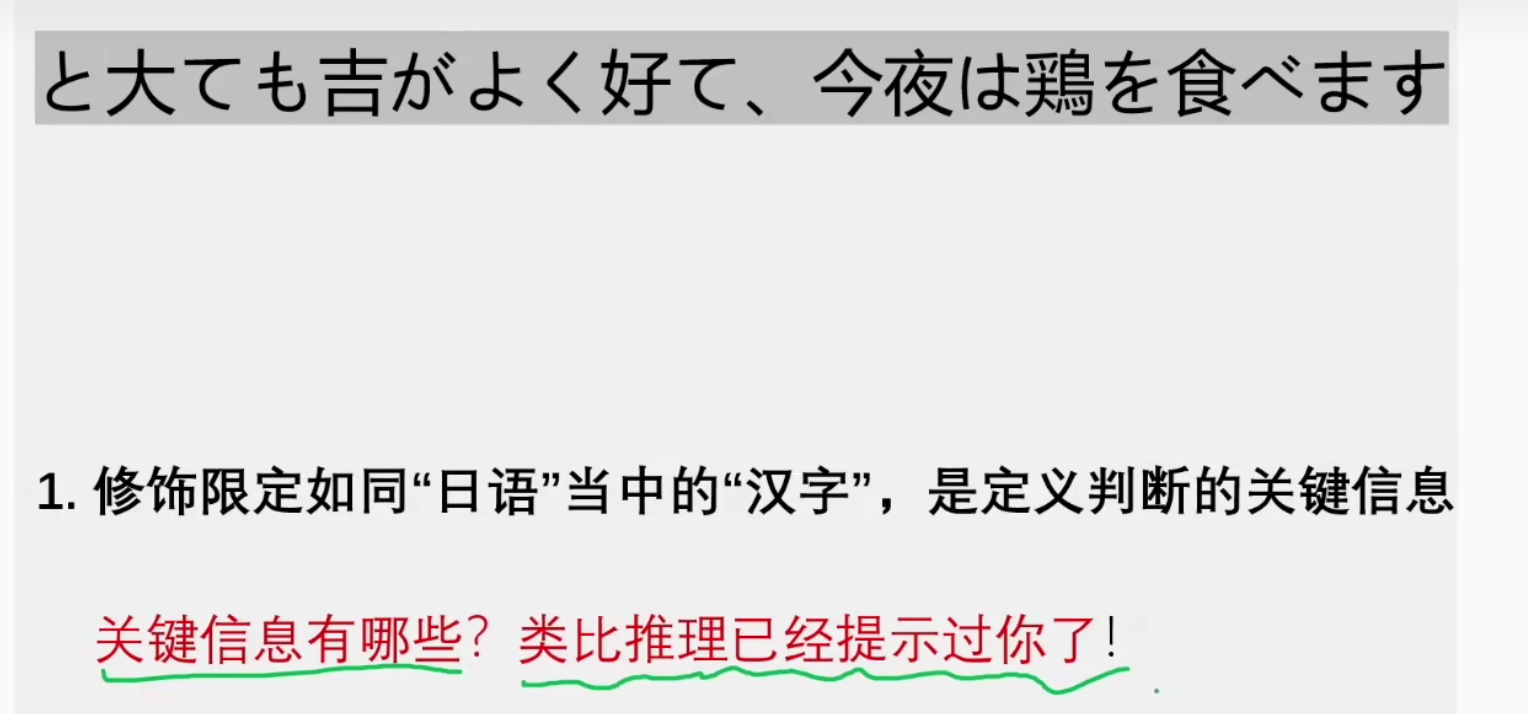 と大ても吉がよく好て、今夜は鶏を食べます
1. 修饰限定如同“日语”当中的“汉字”，是定义判断的关键信息
关键信息有哪些？类比推理已经提示过你了！